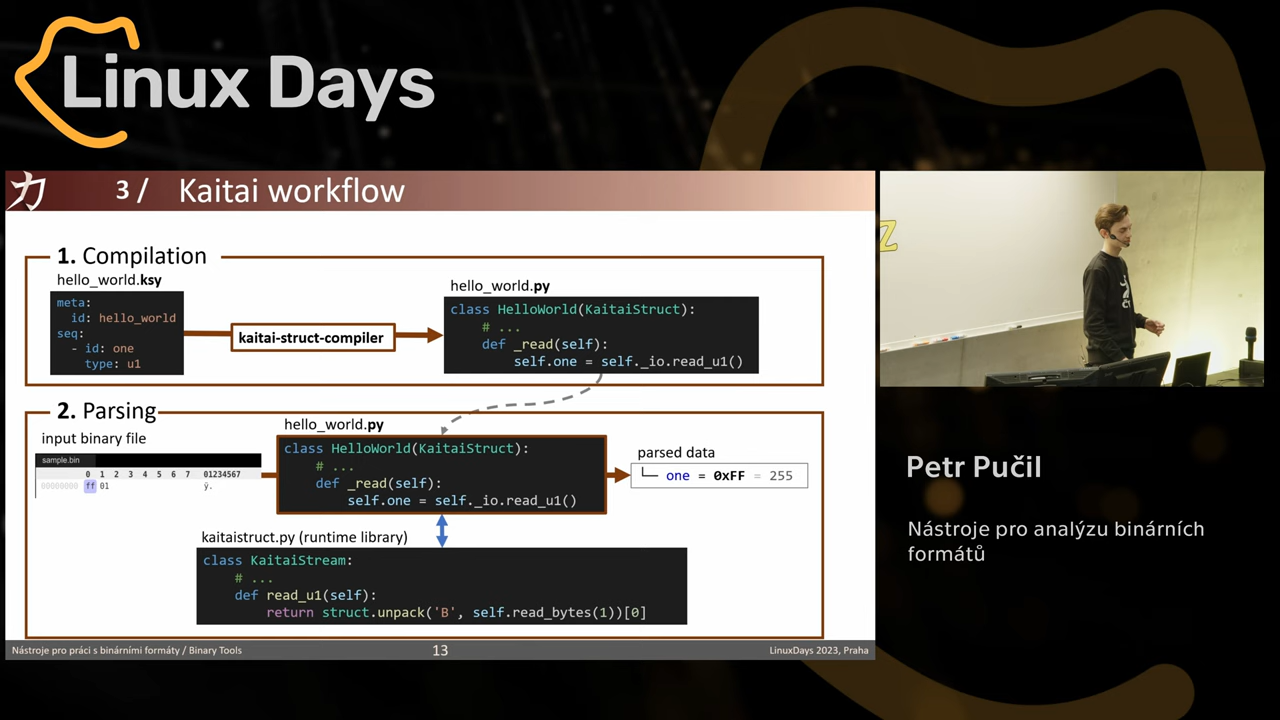 Linux Days
力 3 / Kaitai workflow
1. Compilation
hello_world.ksy
meta:
id: hello_world
seq:
- id: one
type: u1
kaitai-struct-compiler
hello_world.py
class HelloWorld(KaitaiStruct):
# ...
def _read(self):
self.one = self._io.read_u1()
2. Parsing
input binary file
sample.bin
0 1 2 3 4 5 6 7 01234567
00000000 ff 01 ÿ.
hello_world.py
class HelloWorld(KaitaiStruct):
# ...
def _read(self):
self.one = self._io.read_u1()
parsed data
one = 0xFF = 255
kaitaistruct.py (runtime library)
class KaitaiStream:
# ...
def read_u1(self):
return struct.unpack('B', self.read_bytes(1))[0]
Nástroje pro práci s binárními formáty / Binary Tools
13
LinuxDays 2023, Praha
Z
Petr Pučil
Nástroje pro analýzu binárních
formátů